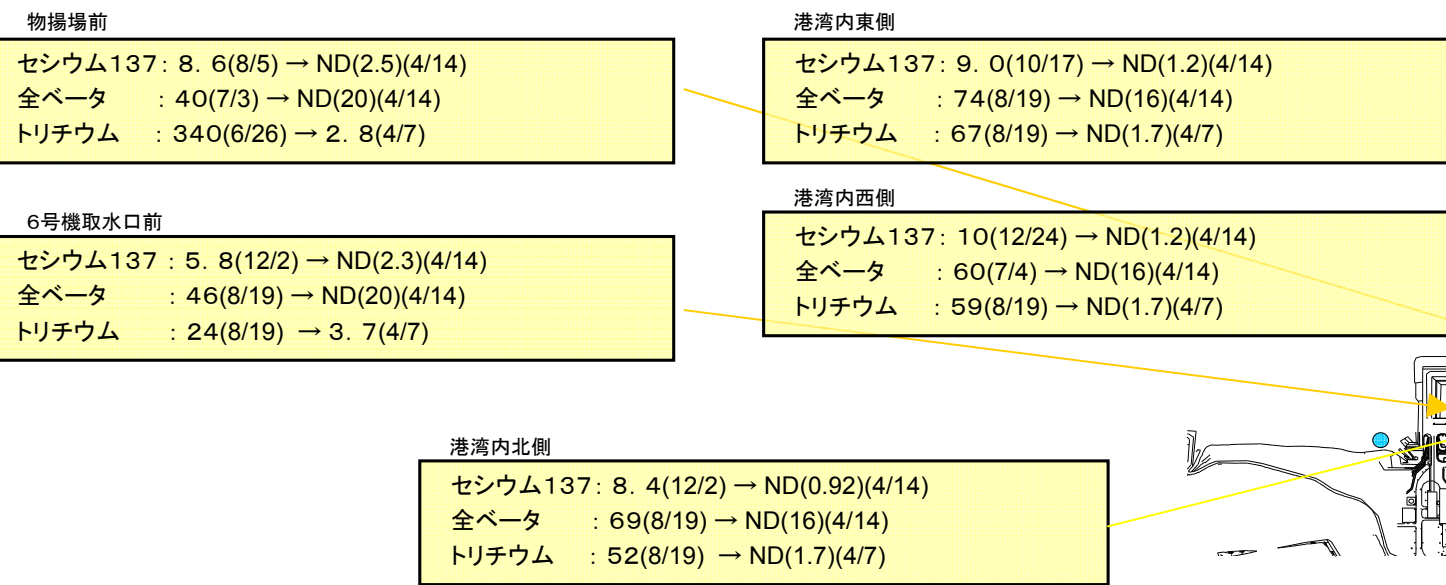 物揚場前
セシウム137: 8. 6(8/5) → ND(2.5)(4/14)
全ベータ : 40(7/3) → ND(20)(4/14)
トリチウム : 340(6/26) → 2. 8(4/7)
港湾内東側
セシウム137: 9. 0(10/17) → ND(1.2)(4/14)
全ベータ : 74(8/19) → ND(16)(4/14)
トリチウム : 67(8/19) → ND(1.7)(4/7)
6号機取水口前
セシウム137 : 5. 8(12/2) → ND(2.3)(4/14)
全ベータ : 46(8/19) → ND(20)(4/14)
トリチウム : 24(8/19) → 3. 7(4/7)
港湾内西側
セシウム137: 10(12/24) → ND(1.2)(4/14)
全ベータ : 60(7/4) → ND(16)(4/14)
トリチウム : 59(8/19) → ND(1.7)(4/7)
港湾内北側
セシウム137: 8. 4(12/2) → ND(0.92)(4/14)
全ベータ : 69(8/19) → ND(16)(4/14)
トリチウム : 52(8/19) → ND(1.7)(4/7)